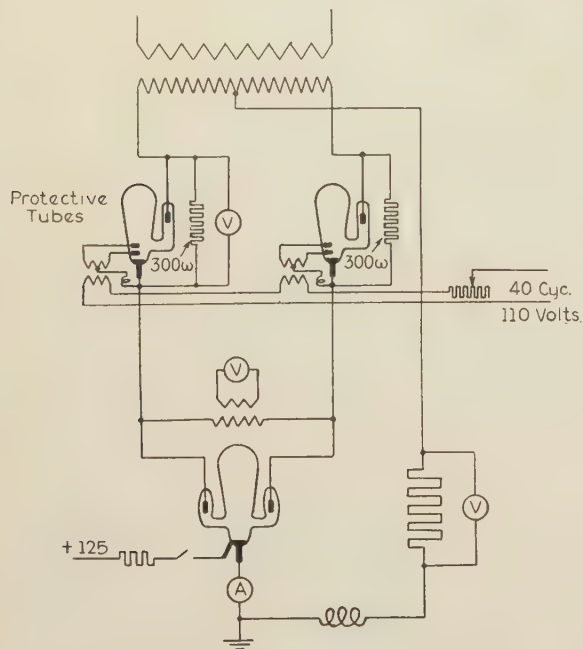 Protective
Tubes
V
V
300ω
300ω
40 Cyc.
110 Volts.
V
V
+ 125
A